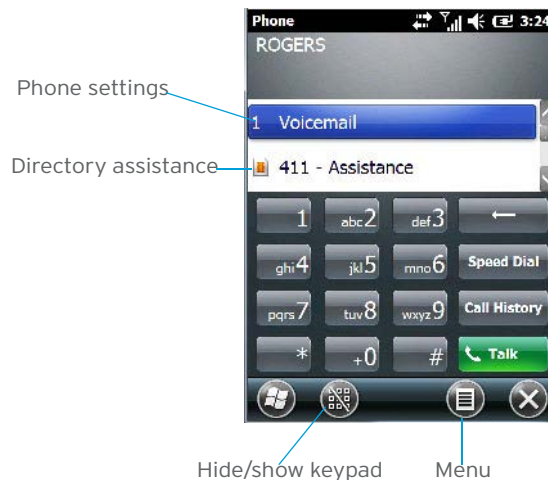 Phone 3:24
ROGERS
Phone settings
1 Voicemail
Directory assistance
411 - Assistance
1 abc2 def3
ghi4 jkl5 mno6 Speed Dial
pqrs7 tuv8 wxyz9 Call History
* +0 # Talk
Hide/show keypad Menu